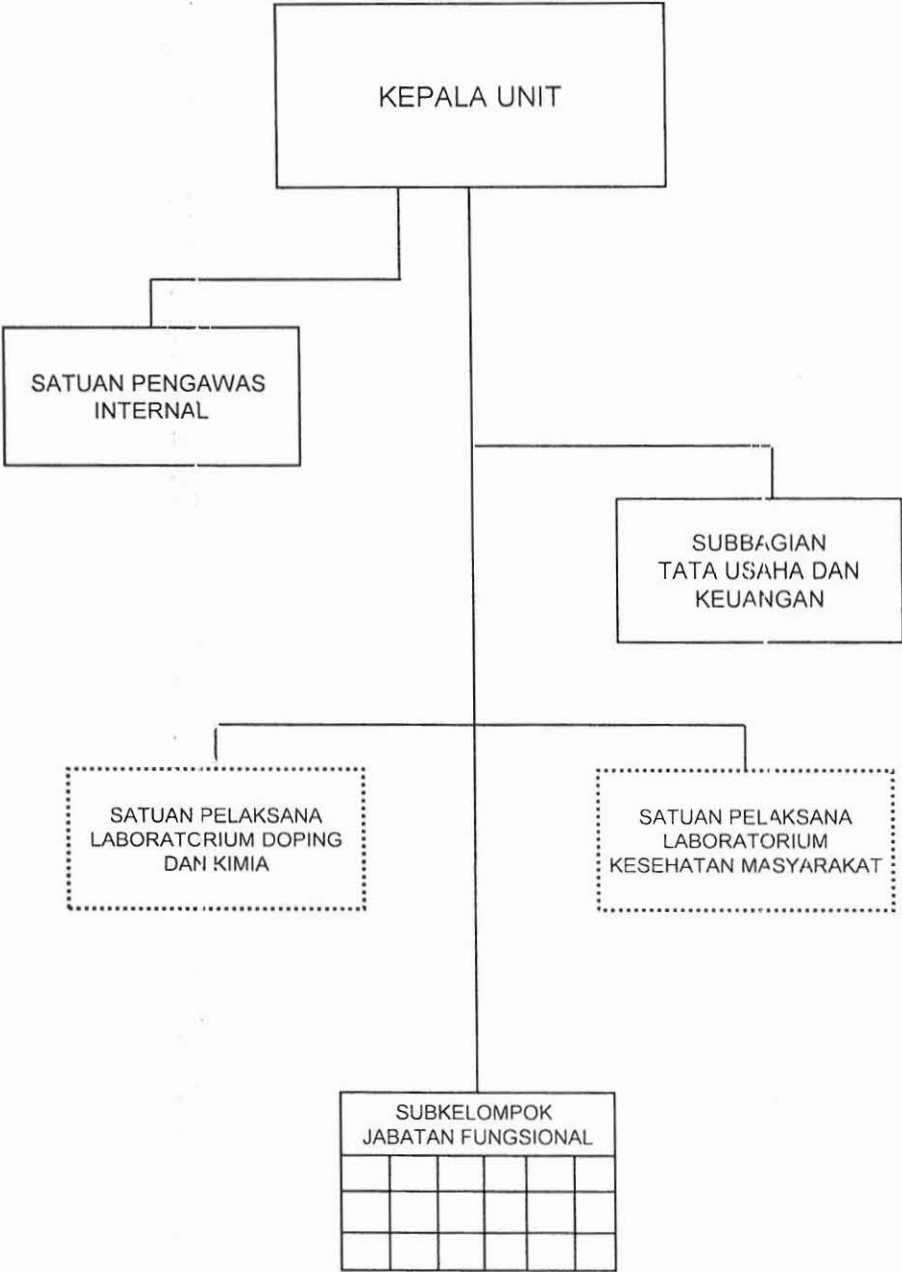 KEPALA UNIT
SATUAN PENGAWAS
INTERNAL
SUBBAGIAN
TATA USAHA DAN
KEUANGAN
SATUAN PELAKSANA
LABORATORIUM DOPING
DAN KIMIA
SATUAN PELAKSANA
LABORATORIUM
KESEHATAN MASYARAKAT
SUBKELOMPOK
JABATAN FUNGSIONAL